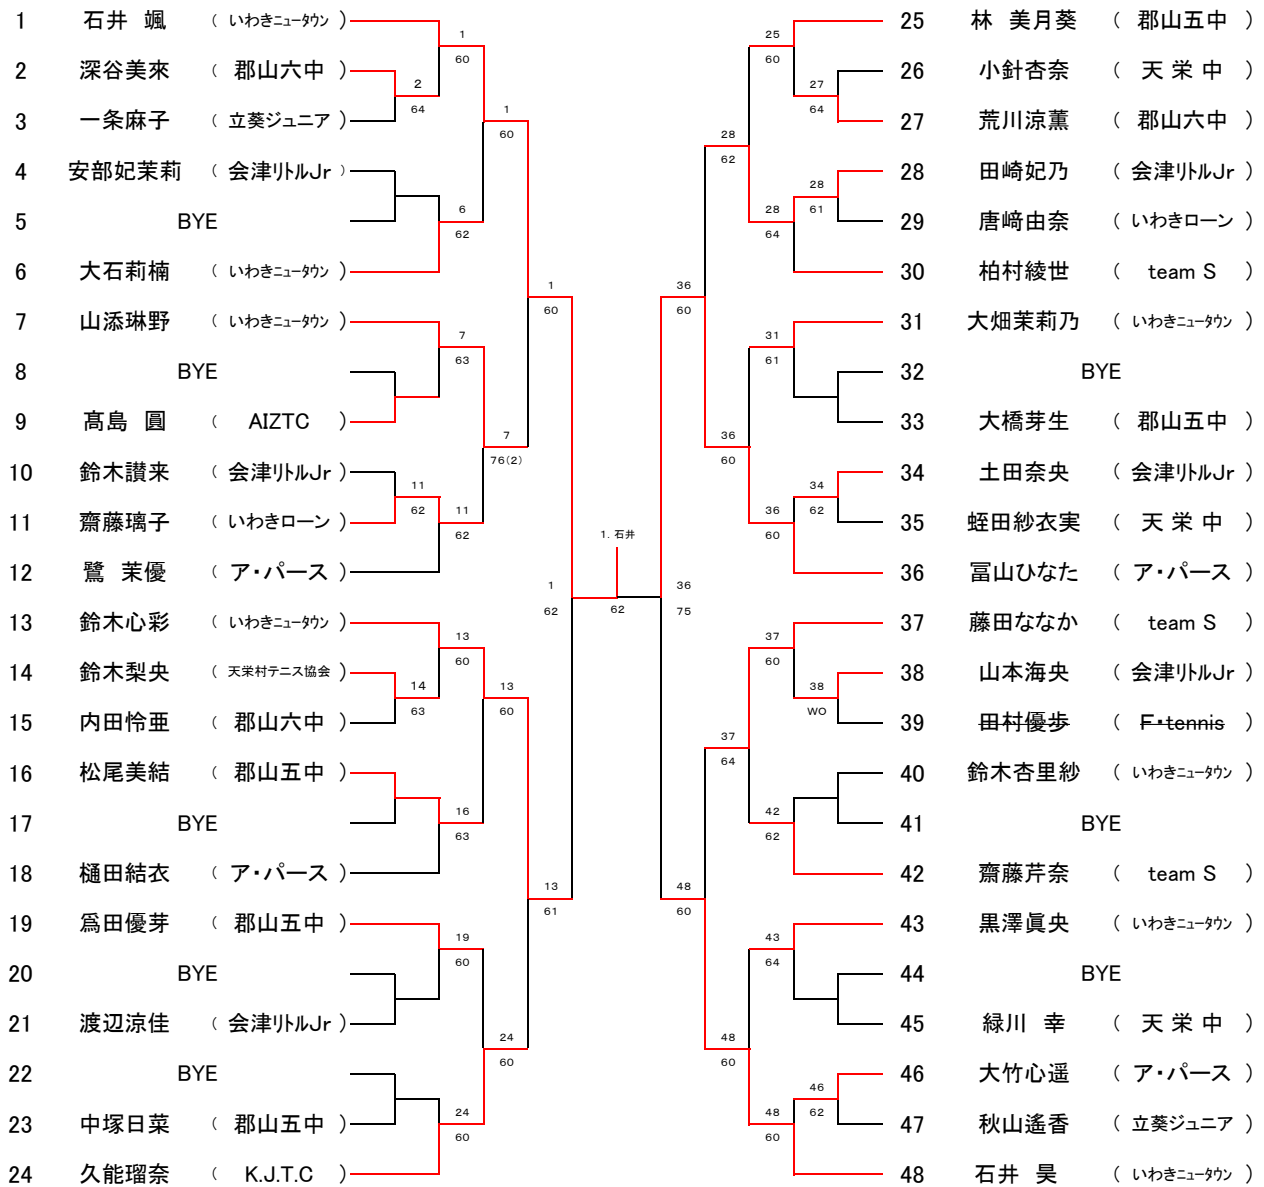 1 石井 颯 ( いわきニュータウン )
2 深谷美來 ( 郡山六中 )
3 一条麻子 ( 立葵ジュニア )
4 安部妃茉莉 ( 会津リトルJr )
5 BYE
6 大石莉楠 ( いわきニュータウン )
7 山添琳野 ( いわきニュータウン )
8 BYE
9 髙島 圓 ( AIZTC )
10 鈴木讃来 ( 会津リトルJr )
11 齋藤璃子 ( いわきローン )
12 鷺 茉優 ( ア・パース )
13 鈴木心彩 ( いわきニュータウン )
14 鈴木梨央 ( 天栄村テニス協会 )
15 内田怜亜 ( 郡山六中 )
16 松尾美結 ( 郡山五中 )
17 BYE
18 樋田結衣 ( ア・パース )
19 爲田優芽 ( 郡山五中 )
20 BYE
21 渡辺涼佳 ( 会津リトルJr )
22 BYE
23 中塚日菜 ( 郡山五中 )
24 久能瑠奈 ( K.J.T.C )
2
64
11
62
14
63
1
60
6
62
7
63
11
62
13
60
16
63
19
60
24
60
1
60
7
76(2)
13
60
24
60
1
60
13
61
1
62
1. 石井
62
36
75
36
60
48
60
28
62
36
60
37
64
48
60
25
60
28
64
31
61
36
60
37
60
42
62
43
64
48
60
27
64
28
61
34
62
38
WO
46
62
25 林 美月葵 ( 郡山五中 )
26 小針杏奈 ( 天 栄 中 )
27 荒川涼薫 ( 郡山六中 )
28 田崎妃乃 ( 会津リトルJr )
29 唐﨑由奈 ( いわきローン )
30 柏村綾世 ( team S )
31 大畑茉莉乃 ( いわきニュータウン )
32 BYE
33 大橋芽生 ( 郡山五中 )
34 土田奈央 ( 会津リトルJr )
35 蛭田紗衣実 ( 天 栄 中 )
36 冨山ひなた ( ア・パース )
37 藤田ななか ( team S )
38 山本海央 ( 会津リトルJr )
39 田村優歩 ( F・tennis )
40 鈴木杏里紗 ( いわきニュータウン )
41 BYE
42 齋藤芹奈 ( team S )
43 黒澤眞央 ( いわきニュータウン )
44 BYE
45 緑川 幸 ( 天 栄 中 )
46 大竹心遥 ( ア・パース )
47 秋山遙香 ( 立葵ジュニア )
48 石井 昊 ( いわきニュータウン )